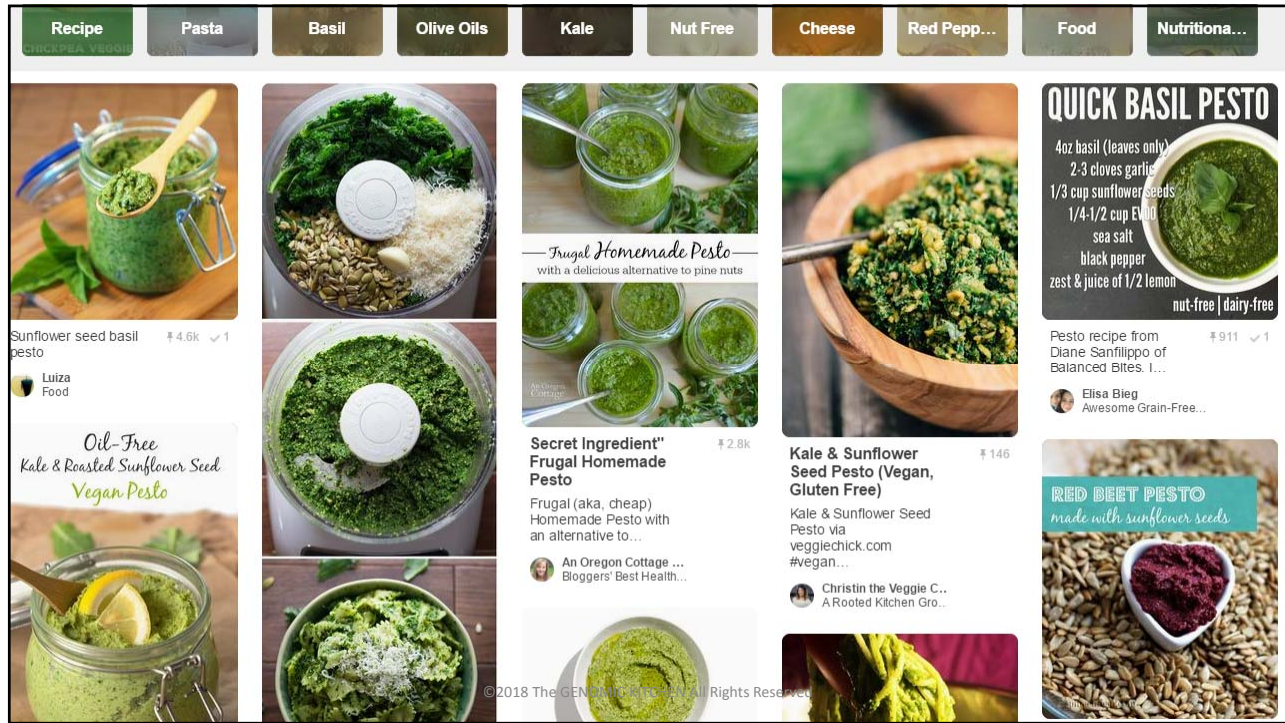 Recipe
Pasta
Basil
Olive Oils
Kale
Nut Free
Cheese
Red Pepp...
Food
Nutritiona...
CHICKPEA VEGGIE
Sunflower seed basil
pesto
4.6k 1
Luiza
Food
Oil-Free
Kale & Roasted Sunflower Seed
Vegan Pesto
Frugal Homemade Pesto
with a delicious alternative to pine nuts
An Oregon
Cottage
Secret Ingredient"
Frugal Homemade
Pesto
2.8k
Frugal (aka, cheap)
Homemade Pesto with
an alternative to...
An Oregon Cottage ...
Bloggers' Best Health...
Kale & Sunflower
Seed Pesto (Vegan,
Gluten Free)
146
Kale & Sunflower Seed
Pesto via
veggiechick.com
#vegan...
Christin the Veggie C..
A Rooted Kitchen Gro..
QUICK BASIL PESTO
4oz basil (leaves only)
2-3 cloves garlic
1/3 cup sunflower seeds
1/4-1/2 cup EVOO
sea salt
black pepper
zest & juice of 1/2 lemon
nut-free | dairy-free
Pesto recipe from
Diane Sanfilippo of
Balanced Bites. I...
911 1
Elisa Bieg
Awesome Grain-Free...
RED BEET PESTO
made with sunflower seeds
©2018 The GENOMIC KITCHEN All Rights Reserved